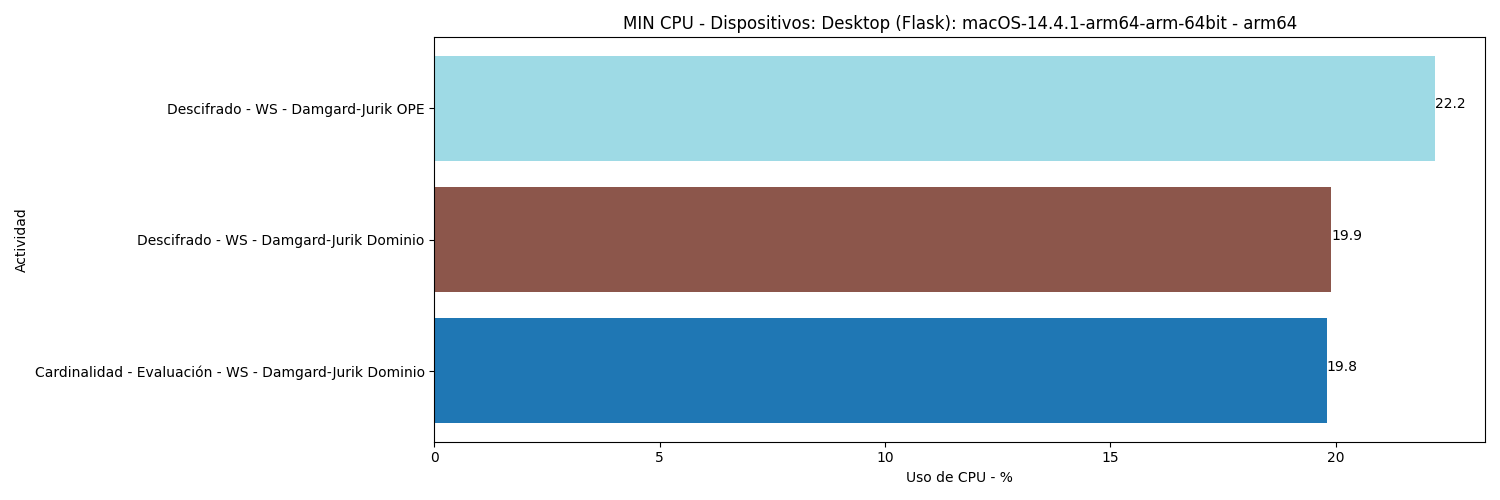 MIN CPU - Dispositivos: Desktop (Flask): macOS-14.4.1-arm64-arm-64bit - arm64
Actividad
Descifrado - WS - Damgard-Jurik OPE
22.2
Descifrado - WS - Damgard-Jurik Dominio
19.9
Cardinalidad - Evaluación - WS - Damgard-Jurik Dominio
19.8
0 5 10 15 20
Uso de CPU - %